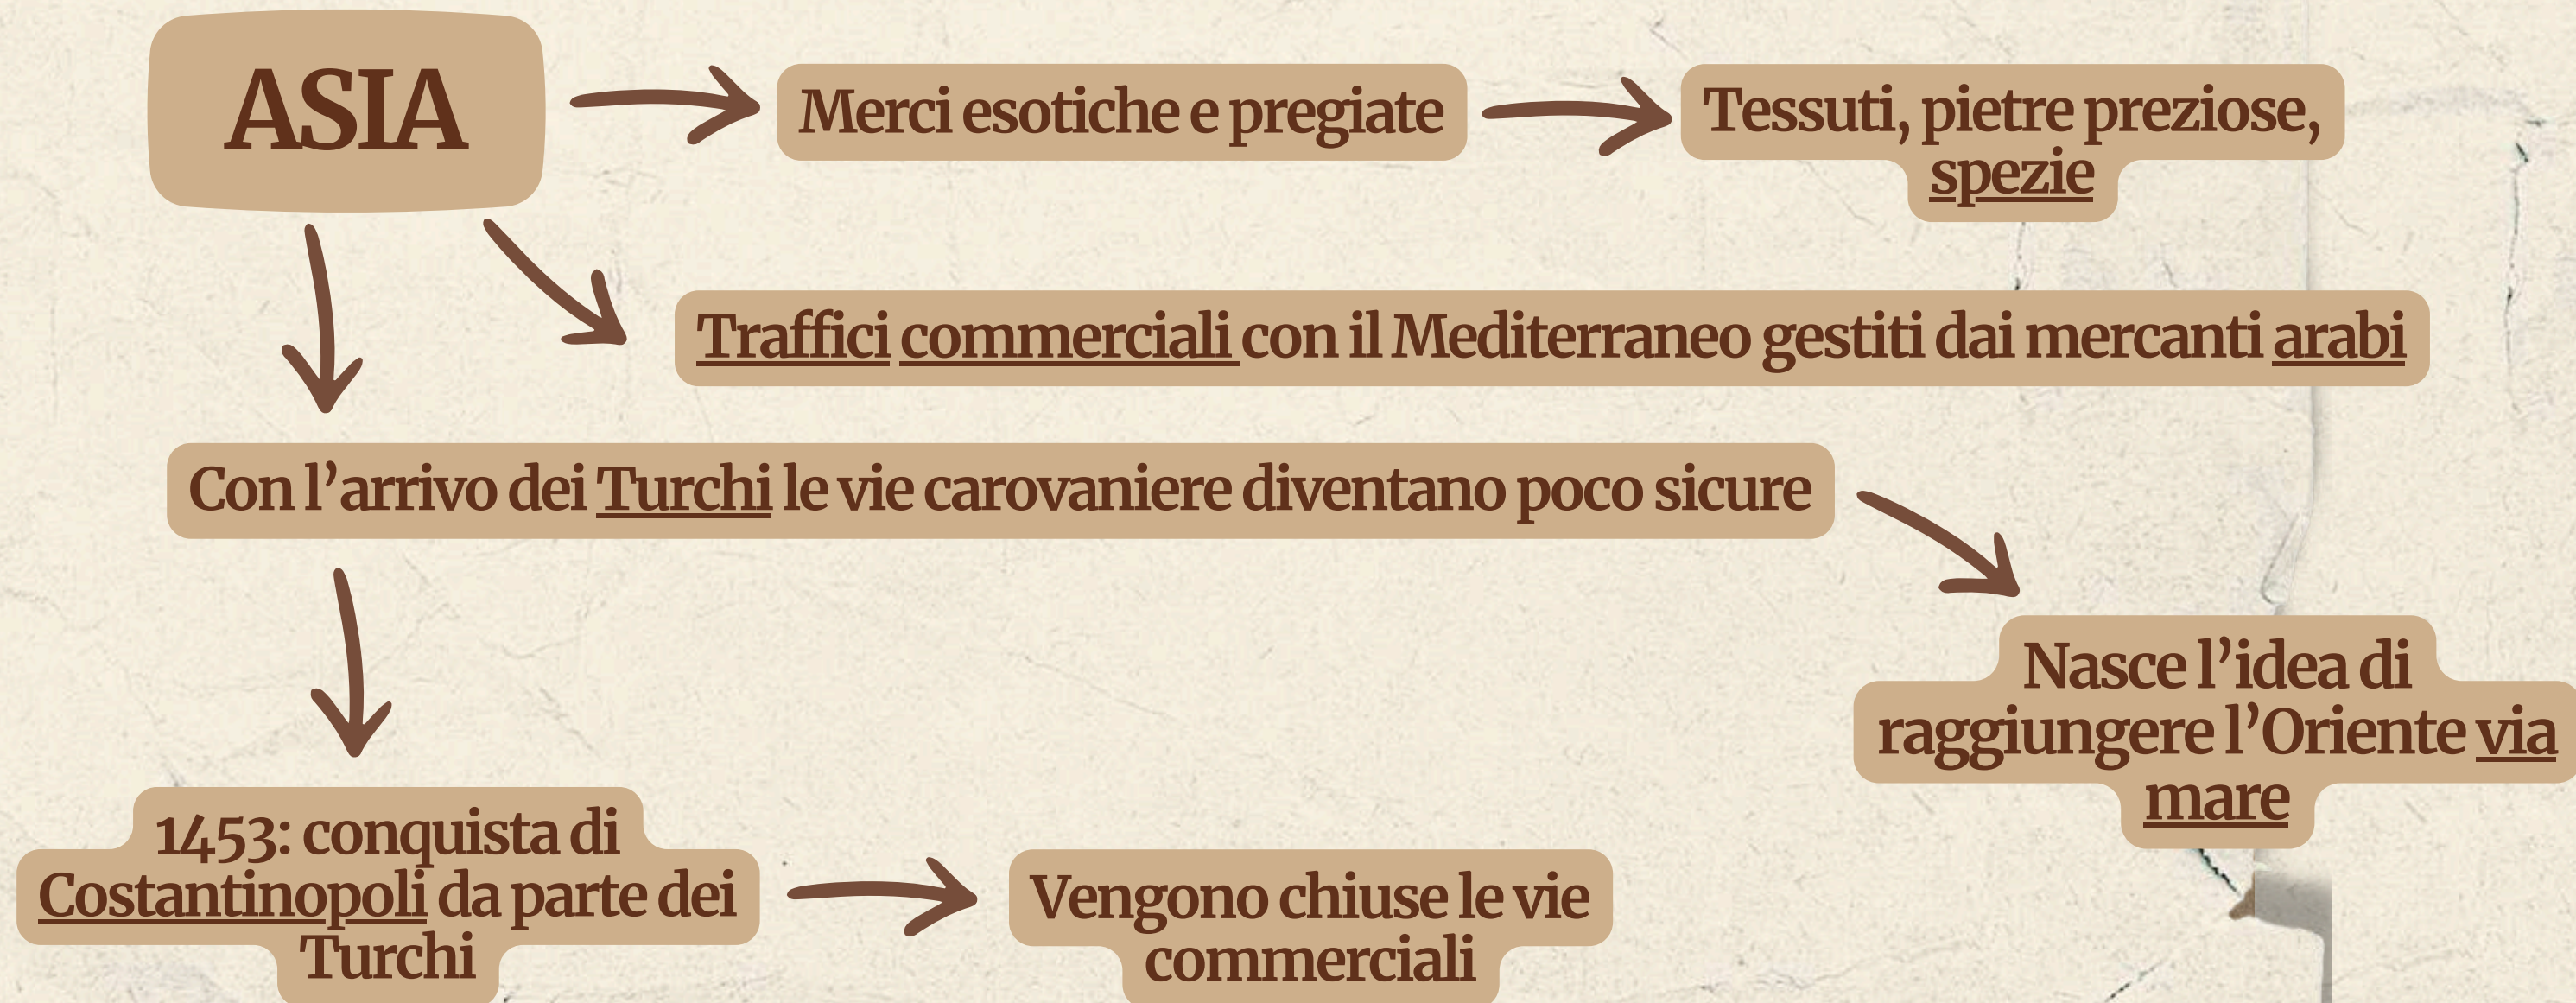 ASIA
Merci esotiche e pregiate
Tessuti, pietre preziose,
spezie
Traffici commerciali con il Mediterraneo gestiti dai mercanti arabi
Con l’arrivo dei Turchi le vie carovaniere diventano poco sicure
Nasce l’idea di
raggiungere l’Oriente via
mare
1453: conquista di
Costantinopoli da parte dei
Turchi
Vengono chiuse le vie
commerciali